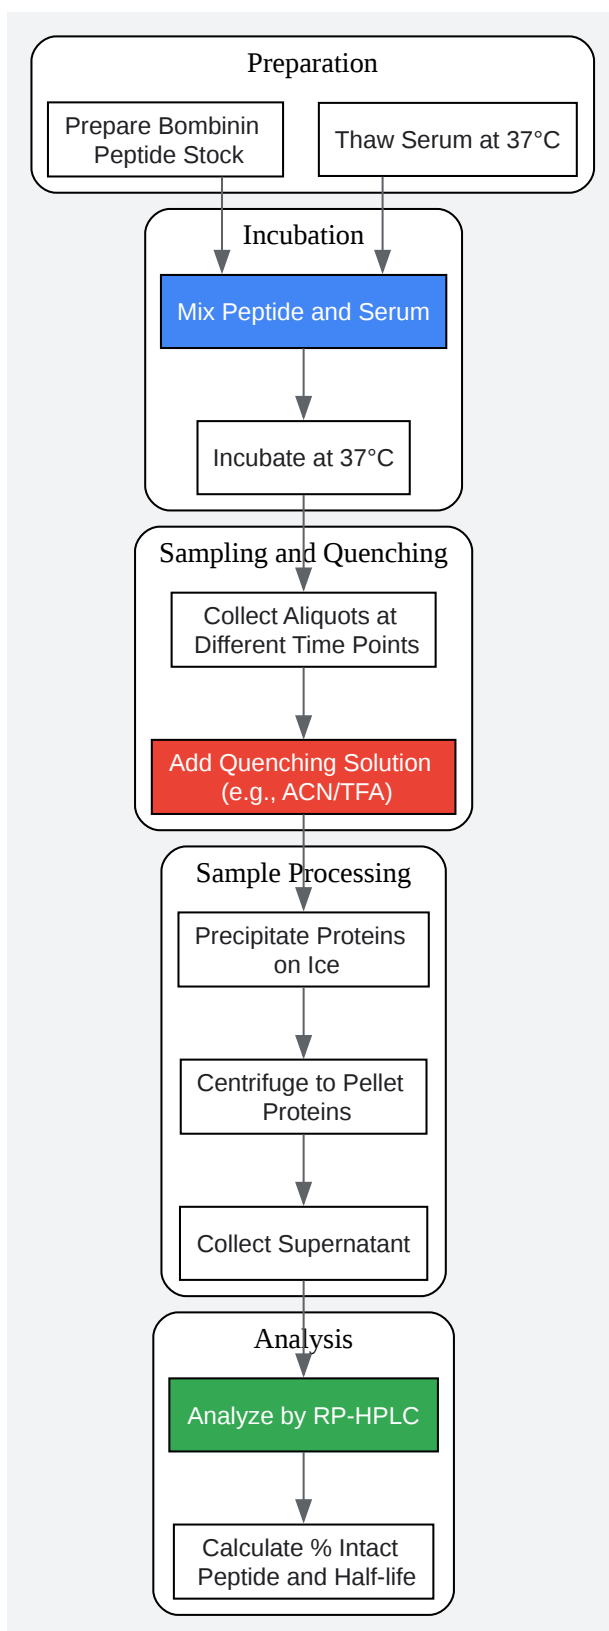 Preparation
Prepare Bombinin
Peptide Stock
Thaw Serum at 37°C
Incubation
Mix Peptide and Serum
Incubate at 37°C
Sampling and Quenching
Collect Aliquots at
Different Time Points
Add Quenching Solution
(e.g., ACN/TFA)
Sample Processing
Precipitate Proteins
on Ice
Centrifuge to Pellet
Proteins
Collect Supernatant
Analysis
Analyze by RP-HPLC
Calculate % Intact
Peptide and Half-life